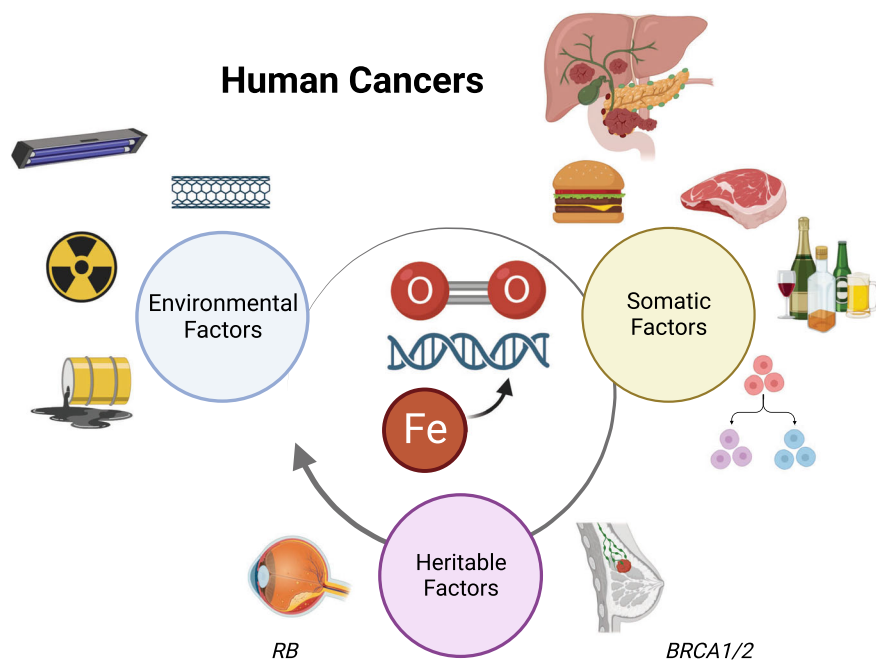 Human Cancers
Environmental
Factors
O O
Somatic
Factors
Fe
Heritable
Factors
RB
BRCA1/2